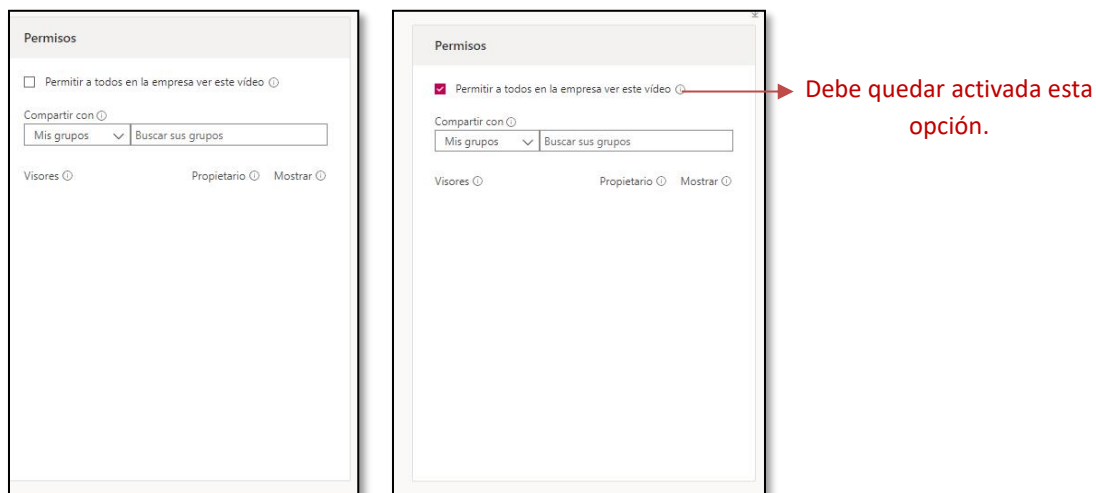 Permisos
Permitir a todos en la empresa ver este vídeo
Compartir con
Mis grupos Buscar sus grupos
Visores Propietario Mostrar
Permisos
Permitir a todos en la empresa ver este vídeo
Compartir con
Mis grupos Buscar sus grupos
Visores Propietario Mostrar
Debe quedar activada esta
opción.